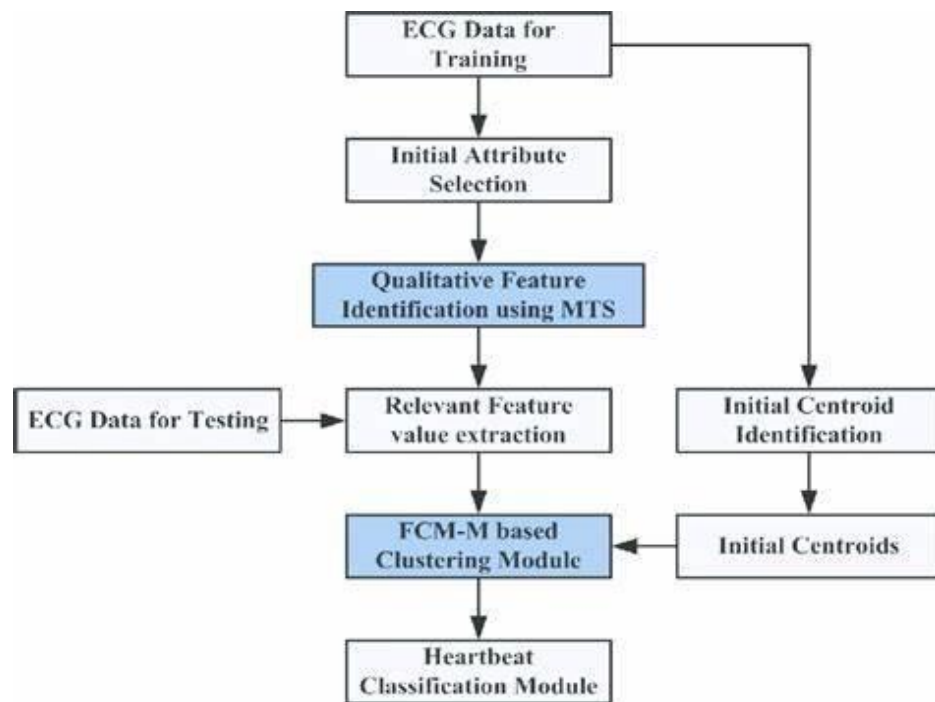 ECG Data for
Training
Initial Attribute
Selection
Qualitative Feature
Identification using MTS
ECG Data for Testing
Relevant Feature
value extraction
Initial Centroid
Identification
FCM-M based
Clustering Module
Initial Centroids
Heartbeat
Classification Module